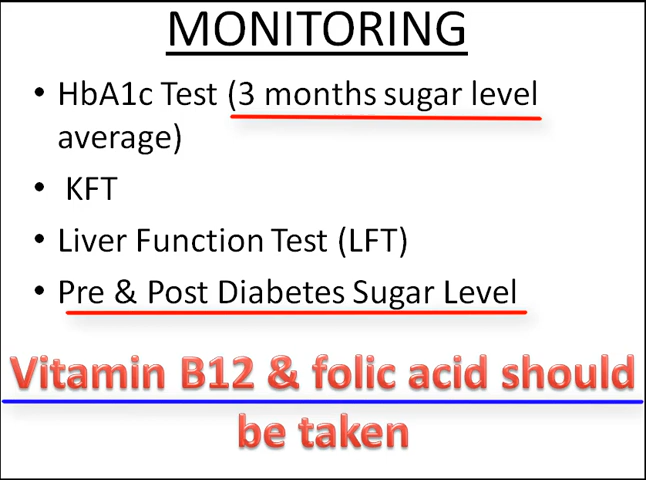 MONITORING
• HbA1c Test (3 months sugar level
average)
• KFT
• Liver Function Test (LFT)
• Pre & Post Diabetes Sugar Level
Vitamin B12 & folic acid should
be taken